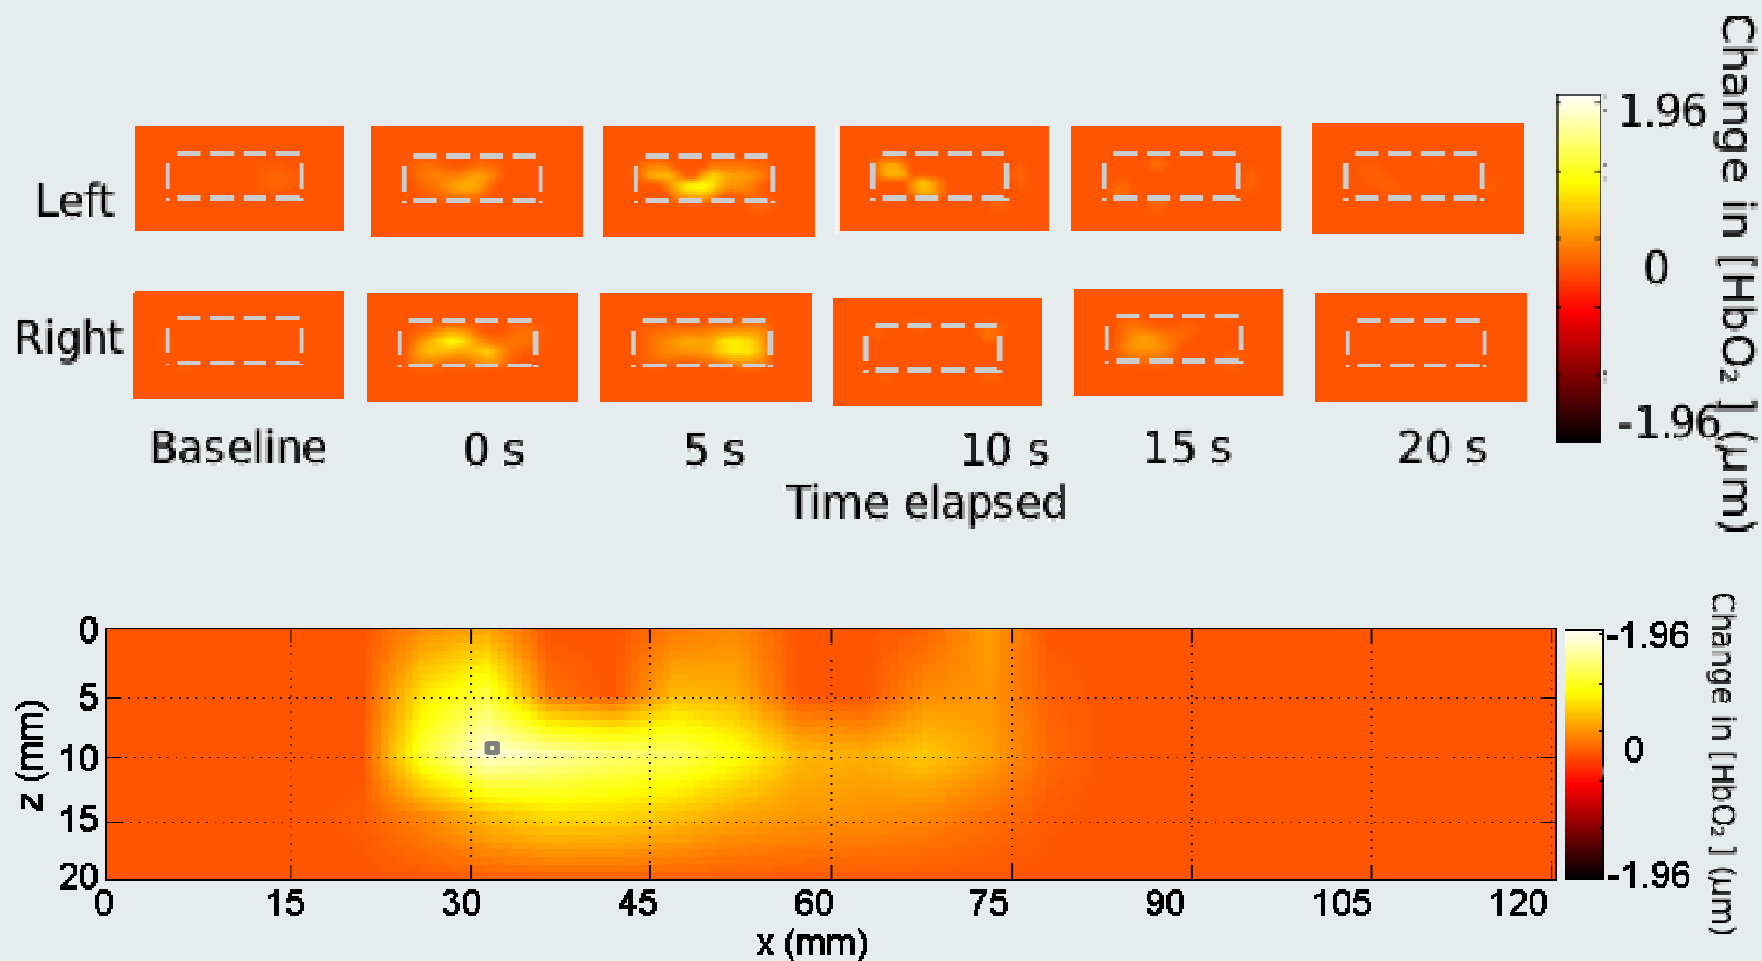 Left
Right
Baseline 0 s 5 s 10 s 15 s 20 s
Time elapsed
1.96
0
-1.96
Change in [HbO₂ ] (μm)
0
5
10
15
20
z (mm)
0 15 30 45 60 75 90 105 120
x (mm)
-1.96
0
-1.96
Change in [HbO₂ ] (μm)